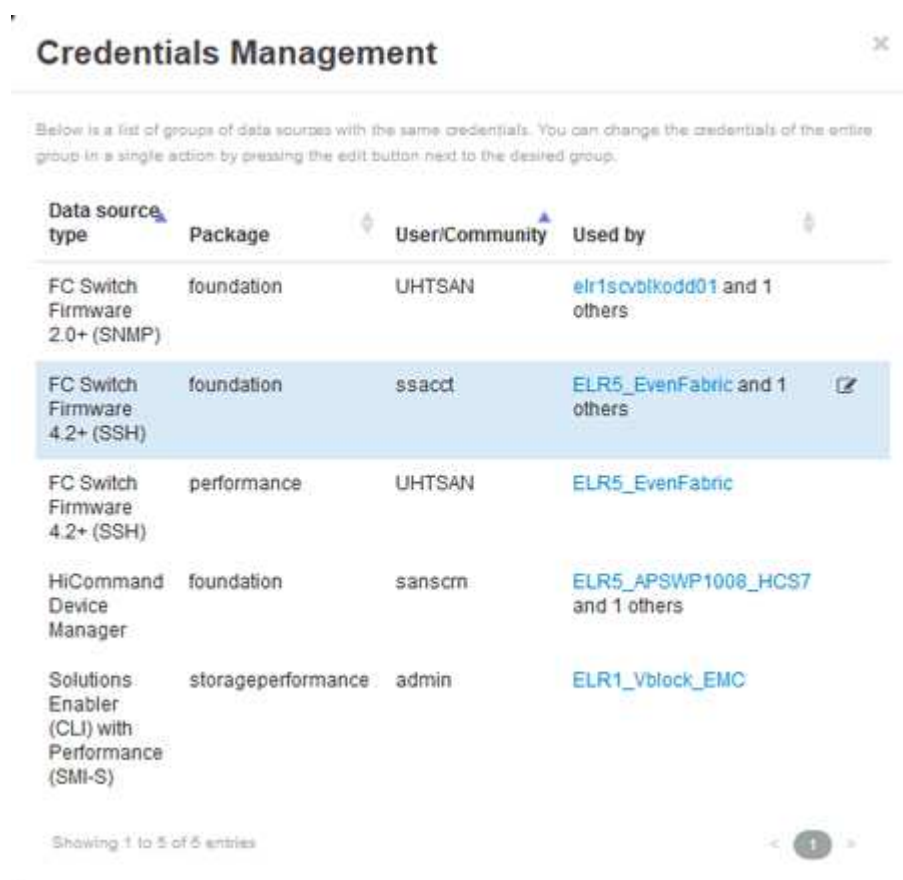 Credentials Management
Below is a list of groups of data sources with the same credentials. You can change the credentials of the entire
group in a single action by pressing the edit button next to the desired group.
Data source type Package User/Community Used by
FC Switch Firmware 2.0+ (SNMP) foundation UHTSAN elr1scvblkodd01 and 1 others
FC Switch Firmware 4.2+ (SSH) foundation ssacct ELR5_EvenFabric and 1 others
FC Switch Firmware 4.2+ (SSH) performance UHTSAN ELR5_EvenFabric
HiCommand Device Manager foundation sanscrn ELR5_APSWP1008_HCS7 and 1 others
Solutions Enabler (CLI) with Performance (SMI-S) storageperformance admin ELR1_Vblock_EMC
Showing 1 to 5 of 5 entries
< 1 >